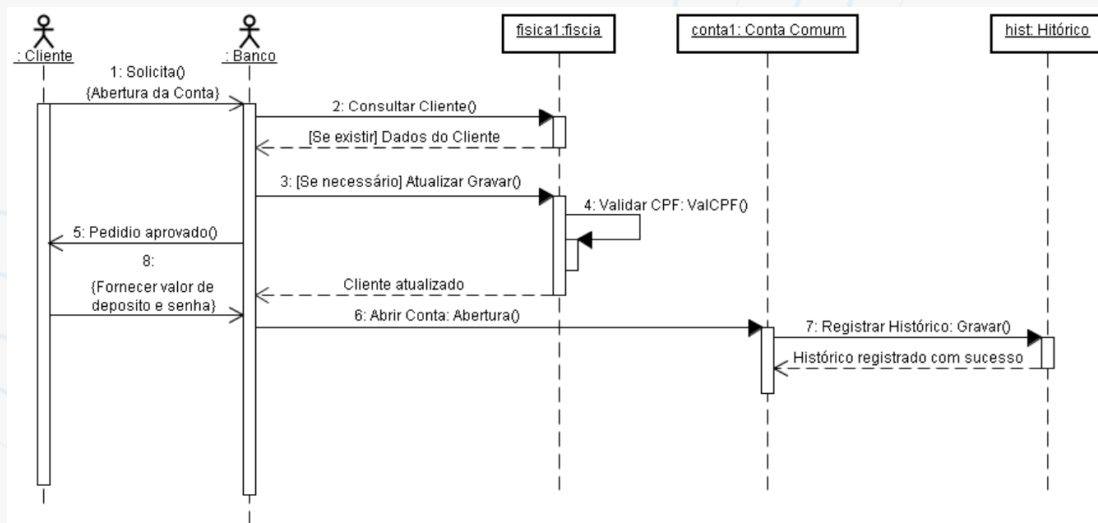 : Cliente
: Banco
fisica1:fiscia
conta1: Conta Comum
hist: Hitórico
1: Solicita()
{Abertura da Conta}
2: Consultar Cliente()
[Se existir] Dados do Cliente
3: [Se necessário] Atualizar Gravar()
4: Validar CPF: ValCPF()
5: Pedidio aprovado()
8:
{Fornecer valor de
deposito e senha}
Cliente atualizado
6: Abrir Conta: Abertura()
7: Registrar Histórico: Gravar()
Histórico registrado com sucesso